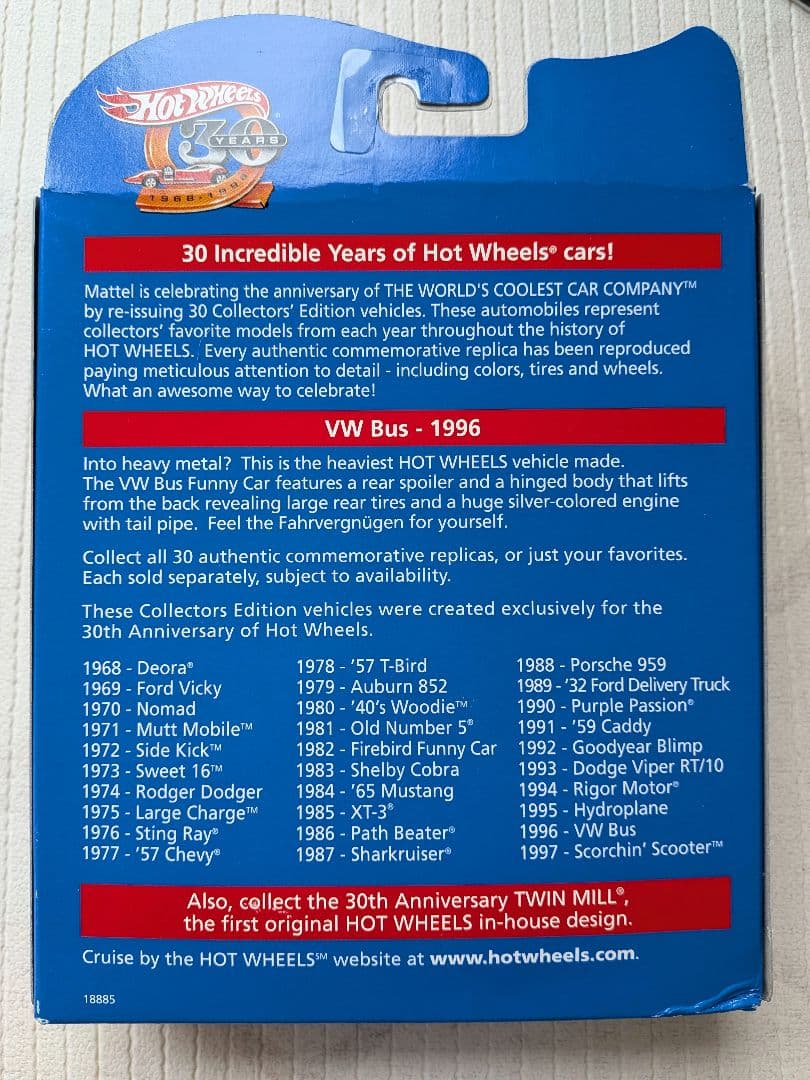 HOT WHEELS®
30
YEARS
1968-1998
30 Incredible Years of Hot Wheels® cars!
Mattel is celebrating the anniversary of THE WORLD'S COOLEST CAR COMPANY™
by re-issuing 30 Collectors' Edition vehicles. These automobiles represent
collectors' favorite models from each year throughout the history of
HOT WHEELS. Every authentic commemorative replica has been reproduced
paying meticulous attention to detail - including colors, tires and wheels.
What an awesome way to celebrate!
VW Bus - 1996
Into heavy metal? This is the heaviest HOT WHEELS vehicle made.
The VW Bus Funny Car features a rear spoiler and a hinged body that lifts
from the back revealing large rear tires and a huge silver-colored engine
with tail pipe. Feel the Fahrvergnügen for yourself.
Collect all 30 authentic commemorative replicas, or just your favorites.
Each sold separately, subject to availability.
These Collectors Edition vehicles were created exclusively for the
30th Anniversary of Hot Wheels.
1968 - Deora®
1969 - Ford Vicky
1970 - Nomad
1971 - Mutt Mobile™
1972 - Side Kick™
1973 - Sweet 16™
1974 - Rodger Dodger
1975 - Large Charge™
1976 - Sting Ray®
1977 - '57 Chevy®
1978 - '57 T-Bird
1979 - Auburn 852
1980 - '40's Woodie™
1981 - Old Number 5®
1982 - Firebird Funny Car
1983 - Shelby Cobra
1984 - '65 Mustang
1985 - XT-3®
1986 - Path Beater®
1987 - Sharkruiser®
1988 - Porsche 959
1989 - '32 Ford Delivery Truck
1990 - Purple Passion®
1991 - '59 Caddy
1992 - Goodyear Blimp
1993 - Dodge Viper RT/10
1994 - Rigor Motor®
1995 - Hydroplane
1996 - VW Bus
1997 - Scorchin' Scooter™
Also, collect the 30th Anniversary TWIN MILL®,
the first original HOT WHEELS in-house design.
Cruise by the HOT WHEELS℠ website at www.hotwheels.com.
18885